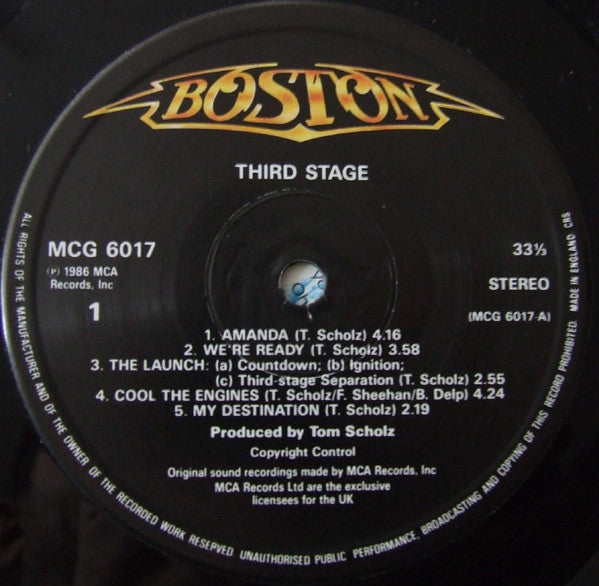 BOSTON
THIRD STAGE
MCG 6017
℗ 1986 MCA
Records, Inc
1
33⅓
STEREO
(MCG 6017-A)
1. AMANDA (T. Scholz) 4.16
2. WE'RE READY (T. Scholz) 3.58
3. THE LAUNCH: (a) Countdown; (b) Ignition;
(c) Third-stage Separation (T. Scholz) 2.55
4. COOL THE ENGINES (T. Scholz/F. Sheehan/B. Delp) 4.24
5. MY DESTINATION (T. Scholz) 2.19
Produced by Tom Scholz
Copyright Control
Original sound recordings made by MCA Records, Inc
MCA Records Ltd are the exclusive
licensees for the UK
ALL RIGHTS OF THE MANUFACTURER AND OF THE OWNER OF THE RECORDED WORK RESERVED. UNAUTHORISED PUBLIC PERFORMANCE, BROADCASTING AND COPYING OF THIS RECORD PROHIBITED. MADE IN ENGLAND CRS